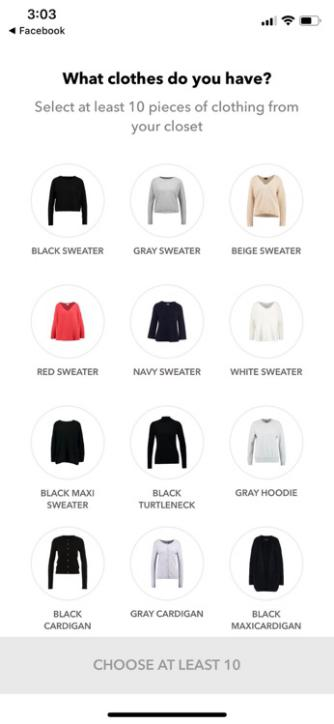 3:03
◀ Facebook
What clothes do you have?
Select at least 10 pieces of clothing from
your closet
BLACK SWEATER
GRAY SWEATER
BEIGE SWEATER
RED SWEATER
NAVY SWEATER
WHITE SWEATER
BLACK MAXI
SWEATER
BLACK
TURTLENECK
GRAY HOODIE
BLACK
CARDIGAN
GRAY CARDIGAN
BLACK
MAXICARDIGAN
CHOOSE AT LEAST 10